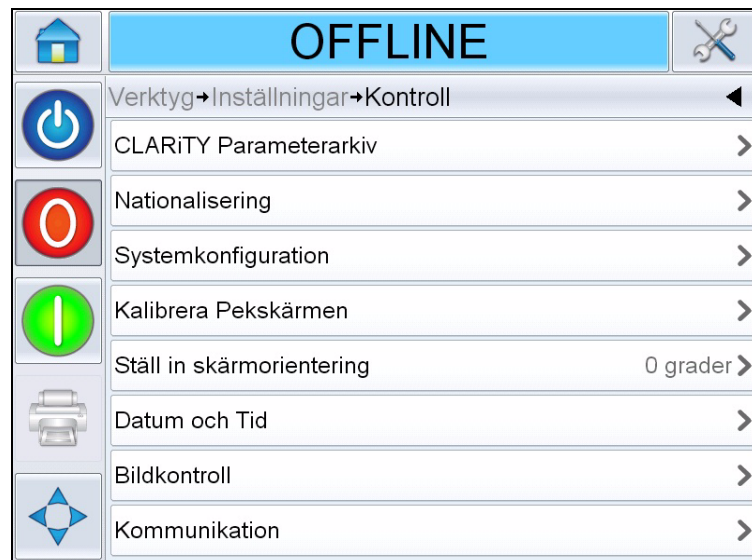 OFFLINE
Verktyg→Inställningar→Kontroll
CLARiTY Parameterarkiv
Nationalisering
Systemkonfiguration
Kalibrera Pekskärmen
Ställ in skärmorientering 0 grader
Datum och Tid
Bildkontroll
Kommunikation